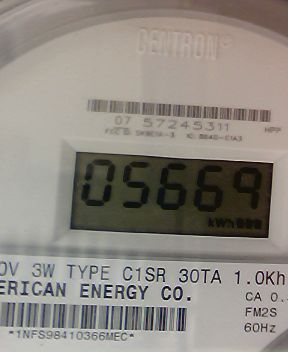 CENTRON®
07 57245311
HPP
05669
kWh
0V 3W TYPE C1SR 30TA 1.0Kh
ERICAN ENERGY CO.
CA 0.
FM2S
60Hz
*1NFS98410366MEC*